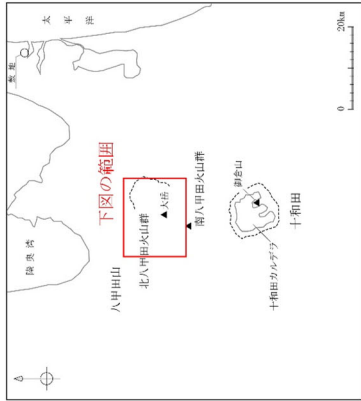 太平洋
敷地
陸奥湾
下図の範囲
八甲田山
北八甲田火山群
大岳
南八甲田火山群
御倉山
十和田カルデラ
十和田
0
20km